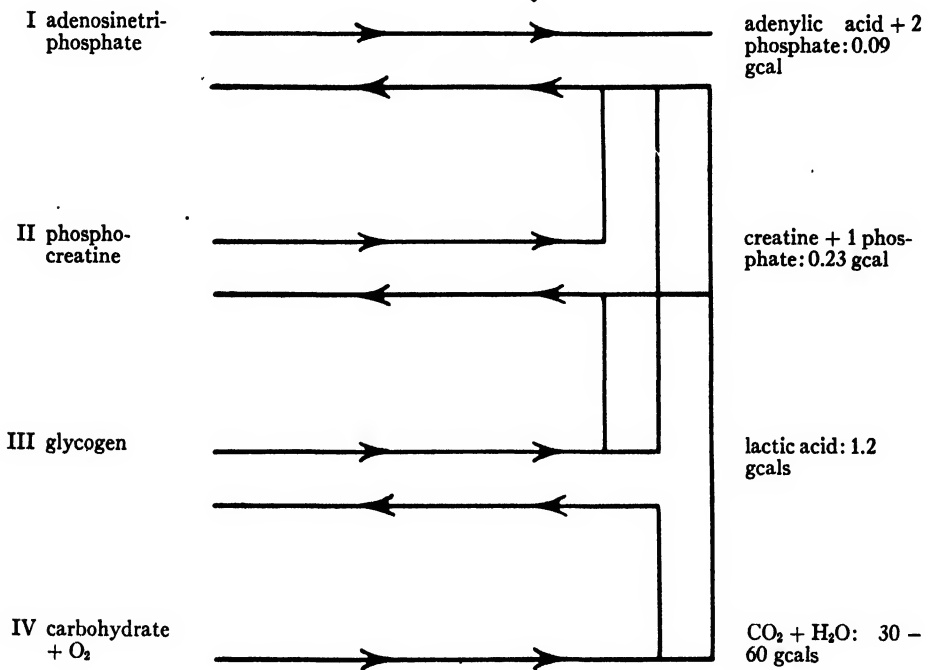 I adenosinetri-
phosphate
adenylic acid + 2
phosphate: 0.09
gcal
II phospho-
creatine
creatine + 1 phos-
phate: 0.23 gcal
III glycogen
lactic acid: 1.2
gcals
IV carbohydrate
+ O₂
CO₂ + H₂O: 30 –
60 gcals